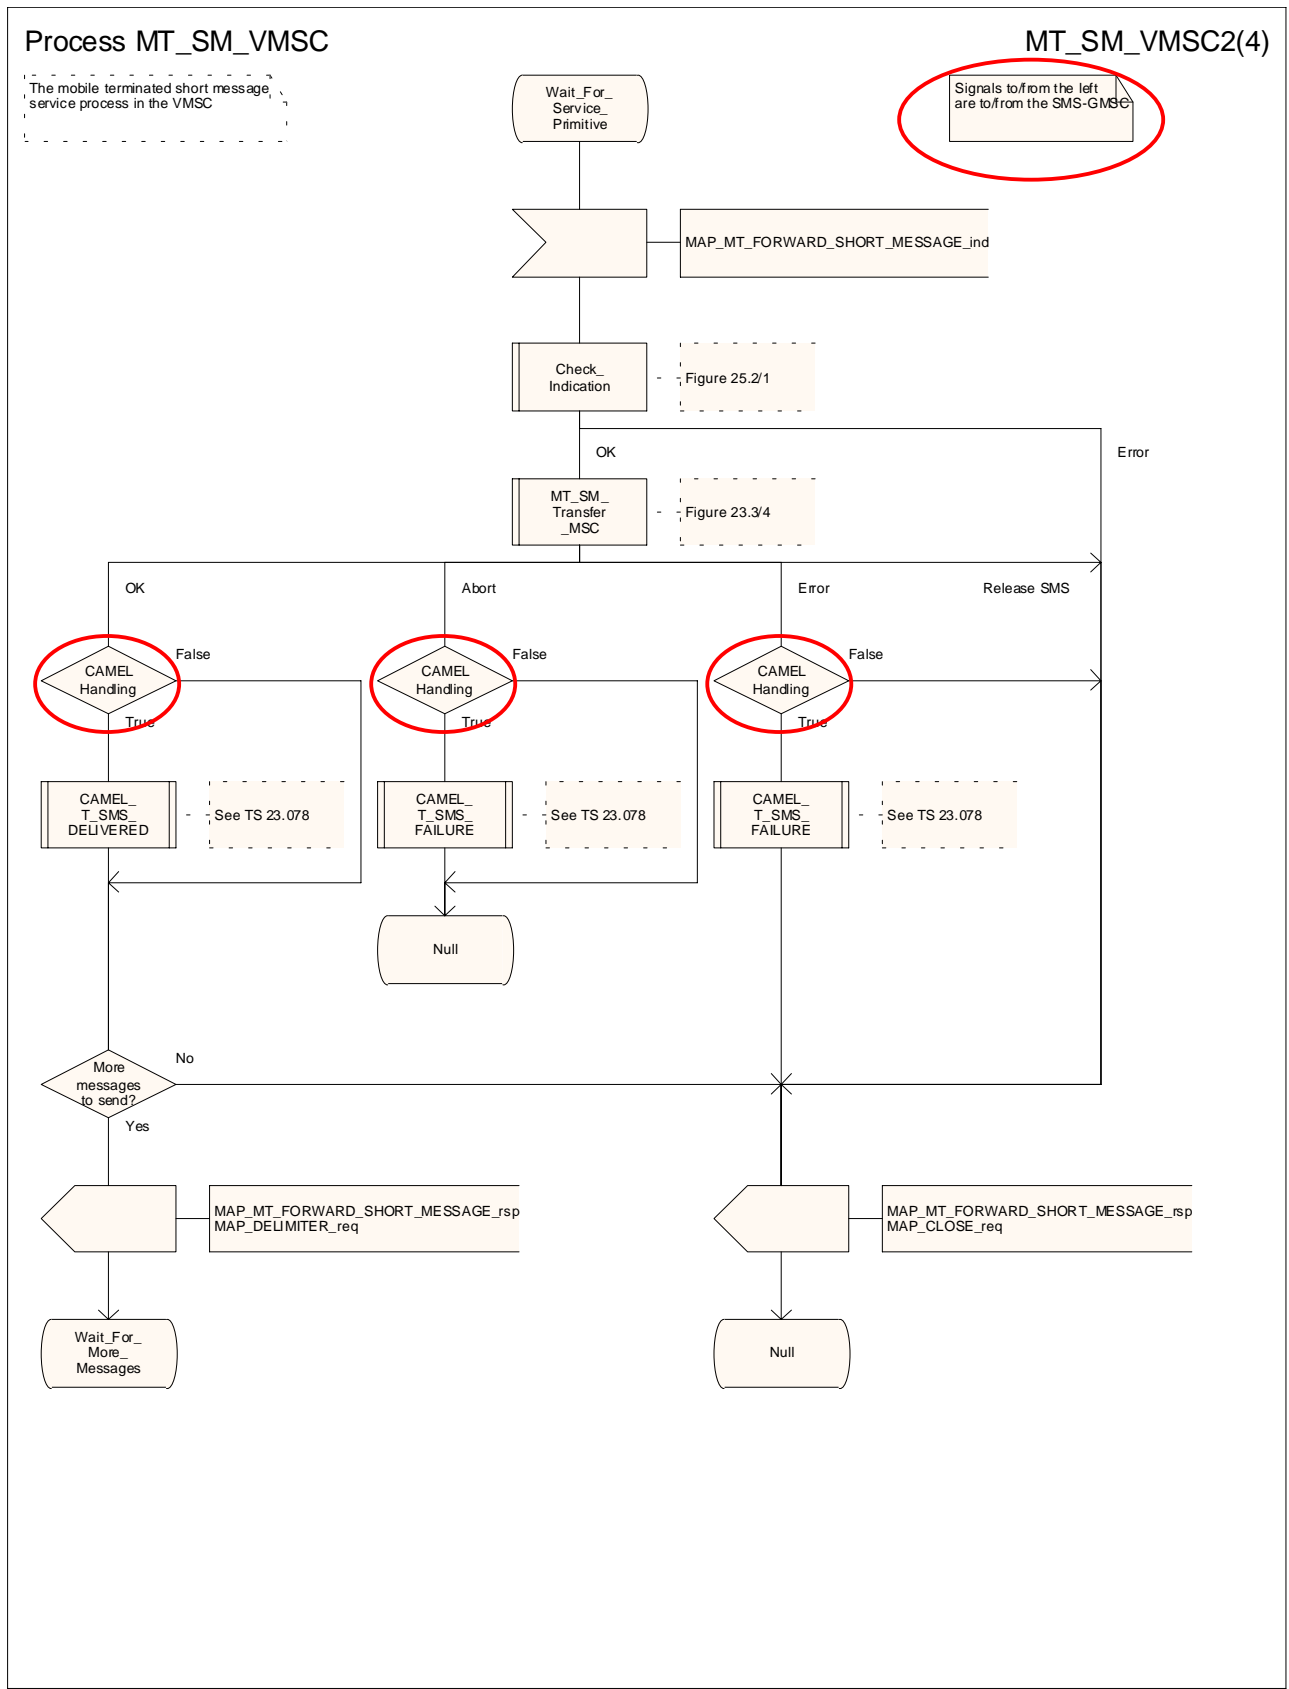 Process MT_SM_VMSC
MT_SM_VMSC2(4)
The mobile terminated short message
service process in the VMSC
Wait_For_
Service_
Primitive
Signals to/from the left
are to/from the SMS-GMSC
MAP_MT_FORWARD_SHORT_MESSAGE_ind
Check_
Indication
Figure 25.2/1
OK
Error
MT_SM_
Transfer
_MSC
Figure 23.3/4
OK
Abort
Error
Release SMS
CAMEL
Handling
False
True
CAMEL
Handling
False
True
CAMEL
Handling
False
True
CAMEL_
T_SMS_
DELIVERED
See TS 23.078
CAMEL_
T_SMS_
FAILURE
See TS 23.078
CAMEL_
T_SMS_
FAILURE
See TS 23.078
Null
More
messages
to send?
No
Yes
MAP_MT_FORWARD_SHORT_MESSAGE_rsp
MAP_DELIMITER_req
MAP_MT_FORWARD_SHORT_MESSAGE_rsp
MAP_CLOSE_req
Wait_For_
More_
Messages
Null